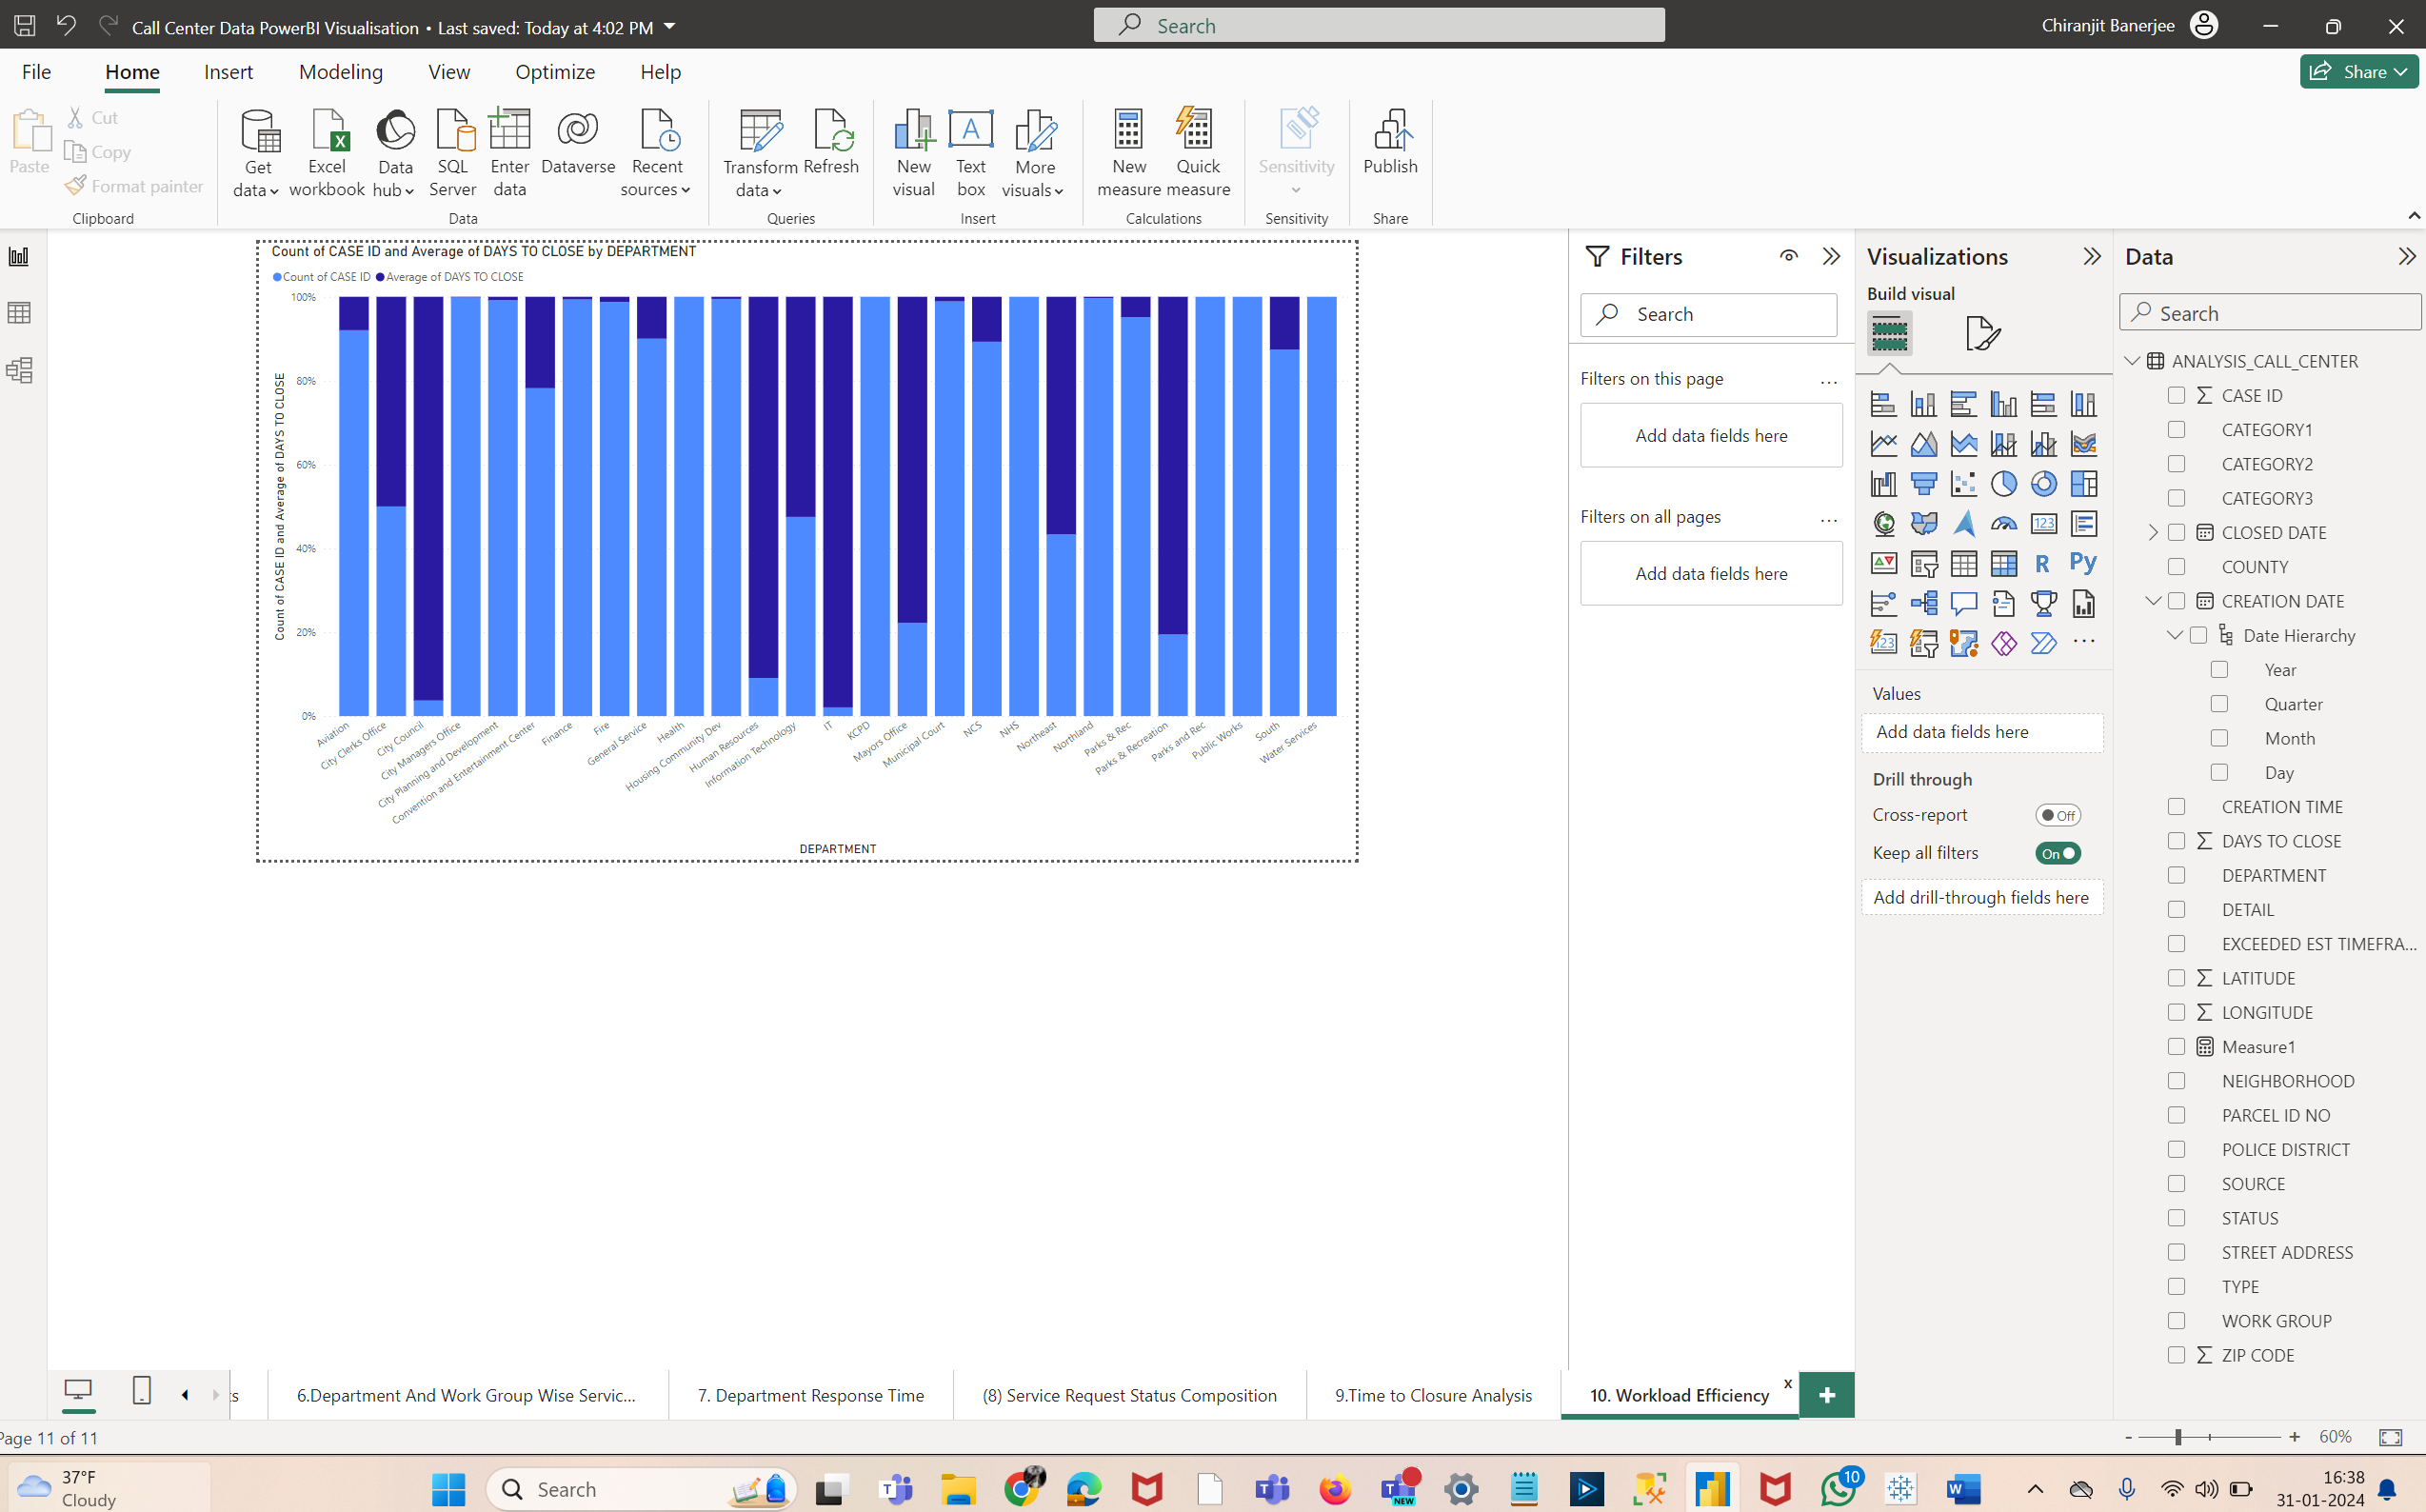 Call Center Data PowerBI Visualisation • Last saved: Today at 4:02 PM
Search
Chiranjit Banerjee
File Home Insert Modeling View Optimize Help
Share
Paste
Cut
Copy
Format painter
Clipboard
Get data
Excel workbook
Data hub
SQL Server
Enter data
Dataverse
Recent sources
Data
Transform data
Refresh
Queries
New visual
Text box
More visuals
Insert
New measure
Quick measure
Calculations
Sensitivity
Sensitivity
Publish
Share
Count of CASE ID and Average of DAYS TO CLOSE by DEPARTMENT
Count of CASE ID Average of DAYS TO CLOSE
Count of CASE ID and Average of DAYS TO CLOSE
100%
80%
60%
40%
20%
0%
Aviation
City Clerks Office
City Council
City Managers Office
City Planning and Development
Convention and Entertainment Center
Finance
Fire
General Service
Health
Housing Community Dev
Human Resources
Information Technology
IT
KCPD
Mayors Office
Municipal Court
NCS
NHS
Northeast
Northland
Parks & Rec
Parks & Recreation
Parks and Rec
Public Works
South
Water Services
DEPARTMENT
Filters
Search
Filters on this page
...
Add data fields here
Filters on all pages
...
Add data fields here
Visualizations
Build visual
123
R
Py
123
...
Values
Add data fields here
Drill through
Cross-report
Off
Keep all filters
On
Add drill-through fields here
Data
Search
ANALYSIS_CALL_CENTER
CASE ID
CATEGORY1
CATEGORY2
CATEGORY3
CLOSED DATE
COUNTY
CREATION DATE
Date Hierarchy
Year
Quarter
Month
Day
CREATION TIME
DAYS TO CLOSE
DEPARTMENT
DETAIL
EXCEEDED EST TIMEFRA...
LATITUDE
LONGITUDE
Measure1
NEIGHBORHOOD
PARCEL ID NO
POLICE DISTRICT
SOURCE
STATUS
STREET ADDRESS
TYPE
WORK GROUP
ZIP CODE
6.Department And Work Group Wise Servic...
7. Department Response Time
(8) Service Request Status Composition
9.Time to Closure Analysis
10. Workload Efficiency
x
+
Page 11 of 11
- + 60%
37°F
Cloudy
Search
NEW
10
16:38
31-01-2024